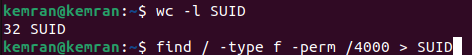 kemran@kemran:~$ wc -l SUID
32 SUID
kemran@kemran:~$ find / -type f -perm /4000 > SUID